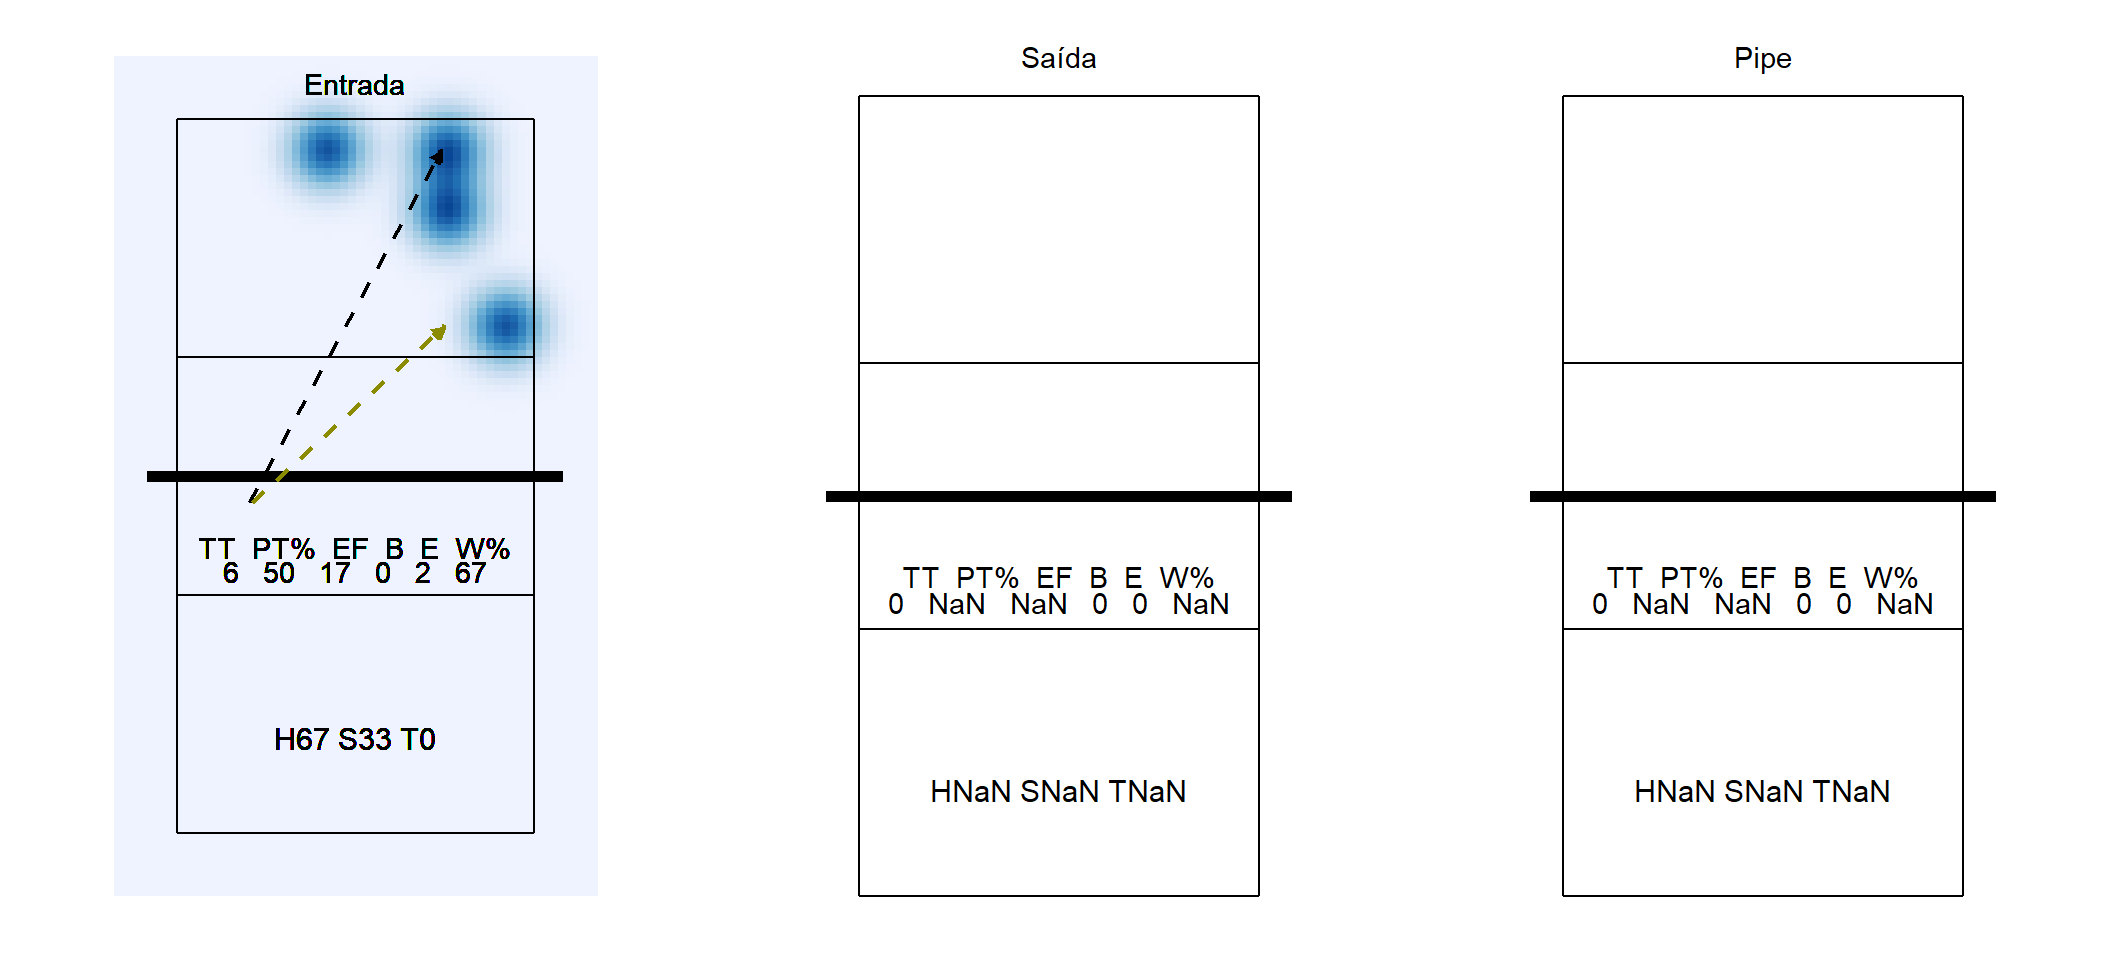 Entrada
TT PT% EF B E W%
6 50 17 0 2 67
H67 S33 T0
Saída
TT PT% EF B E W%
0 NaN NaN 0 0 NaN
HNaN SNaN TNaN
Pipe
TT PT% EF B E W%
0 NaN NaN 0 0 NaN
HNaN SNaN TNaN